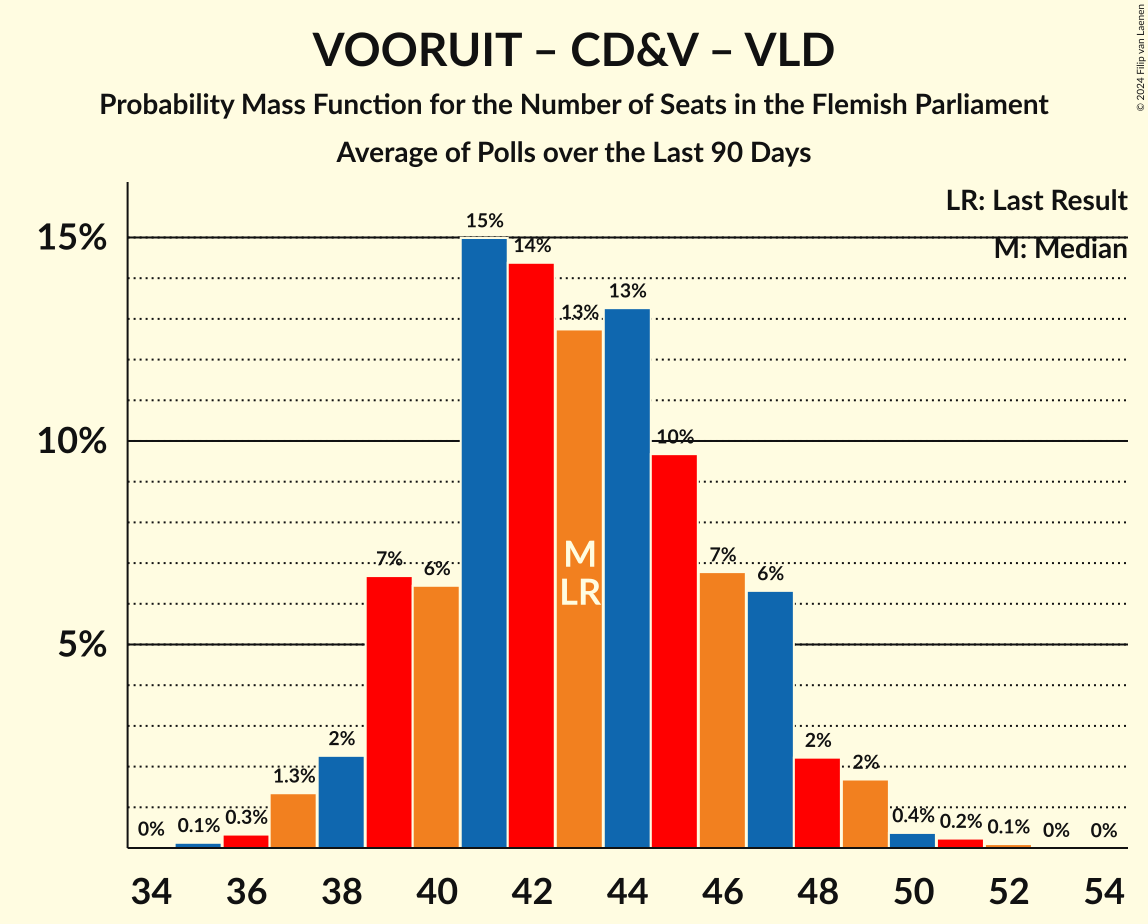 VOORUIT – CD&V – VLD
Probability Mass Function for the Number of Seats in the Flemish Parliament
Average of Polls over the Last 90 Days
© 2024 Filip van Laenen
LR: Last Result
M: Median
15%
10%
5%
0%
0.1%
0.3%
1.3%
2%
7%
6%
15%
14%
13%
13%
10%
7%
6%
2%
2%
0.4%
0.2%
0.1%
0%
0%
M
LR
34 36 38 40 42 44 46 48 50 52 54